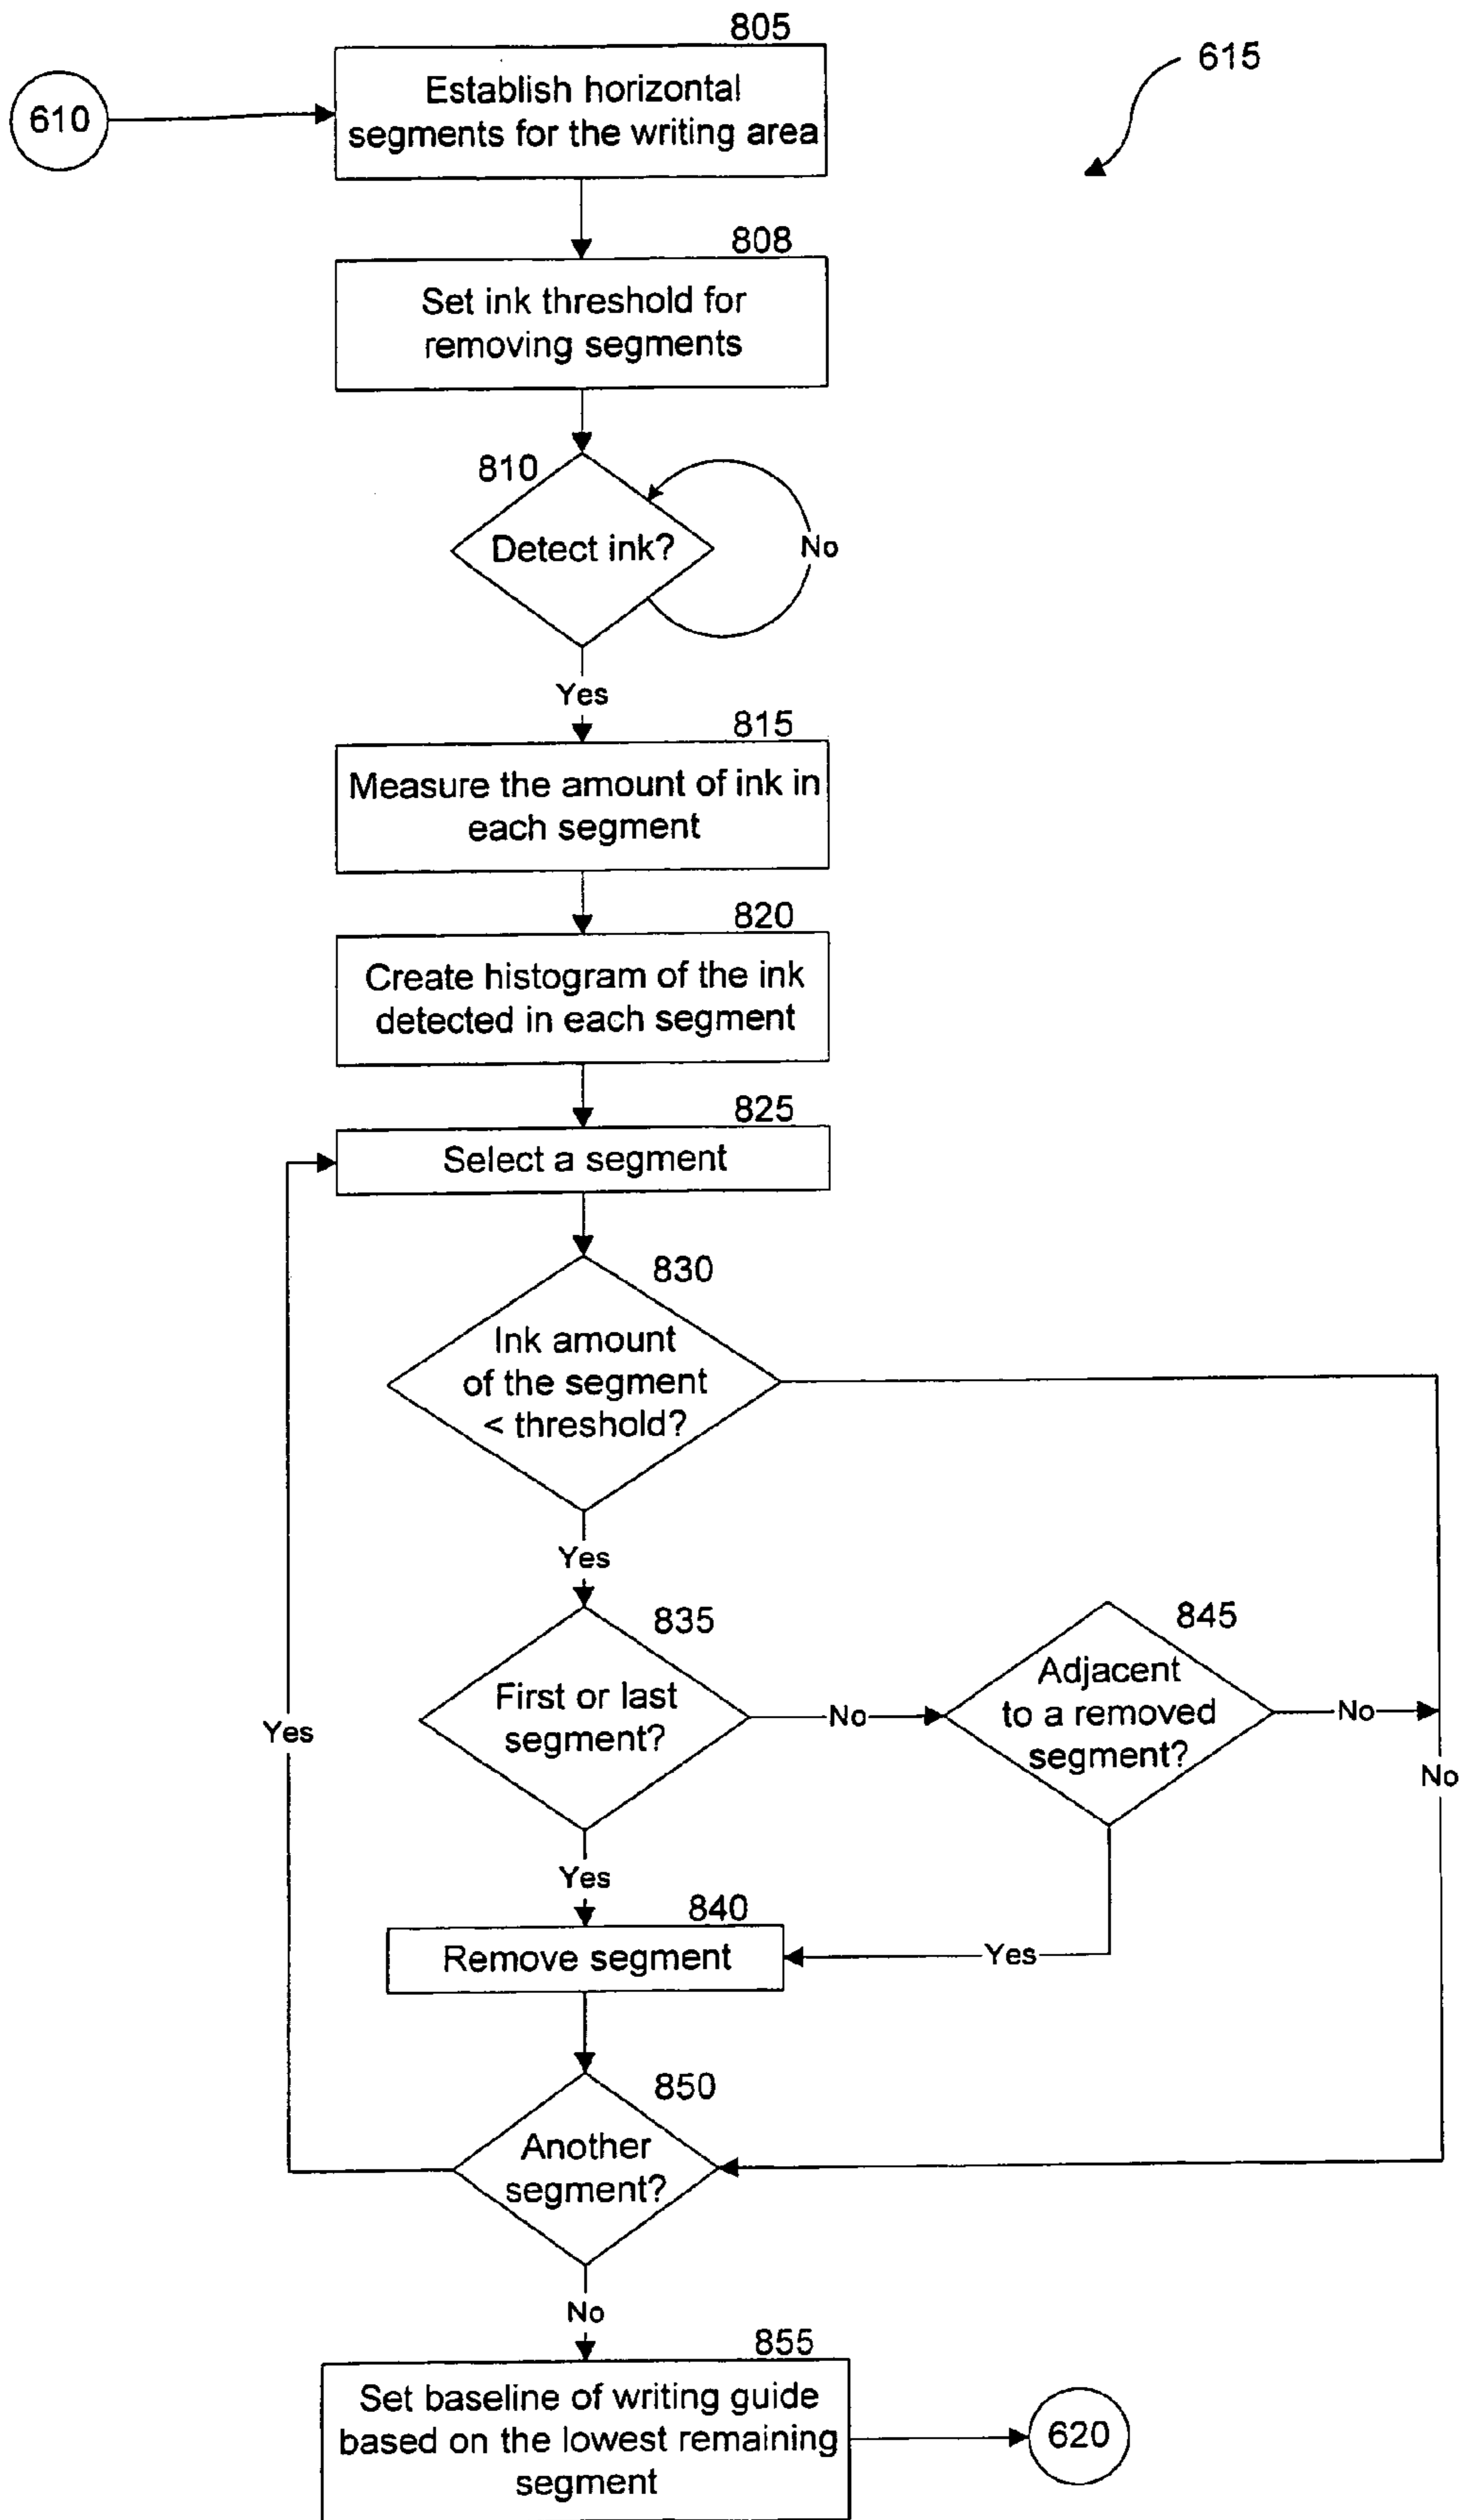 805
615
610
Establish horizontal
segments for the writing area
808
Set ink threshold for
removing segments
810
Detect ink?
No
Yes
815
Measure the amount of ink in
each segment
820
Create histogram of the ink
detected in each segment
825
Select a segment
830
Ink amount
of the segment
< threshold?
Yes
835
845
First or last
segment?
No
Adjacent
to a removed
segment?
No
Yes
No
Yes
840
Remove segment
Yes
850
Another
segment?
No
855
Set baseline of writing guide
based on the lowest remaining
segment
620